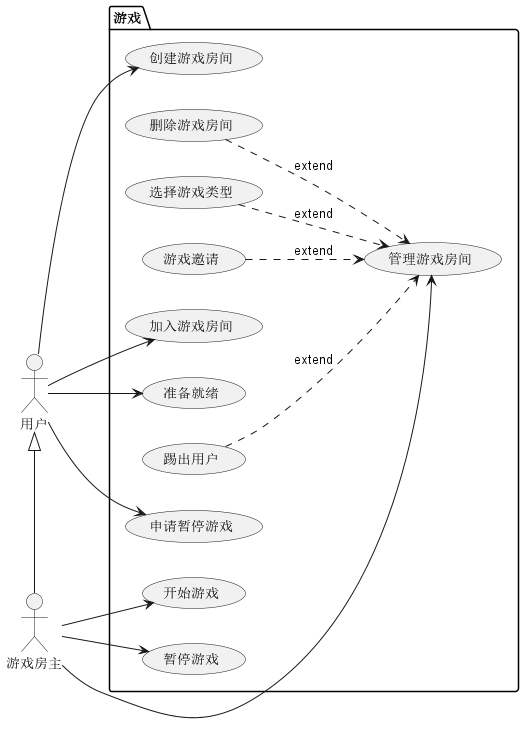 游戏
创建游戏房间
删除游戏房间
extend
选择游戏类型
extend
游戏邀请
extend
管理游戏房间
加入游戏房间
extend
准备就绪
用户
踢出用户
申请暂停游戏
开始游戏
暂停游戏
游戏房主